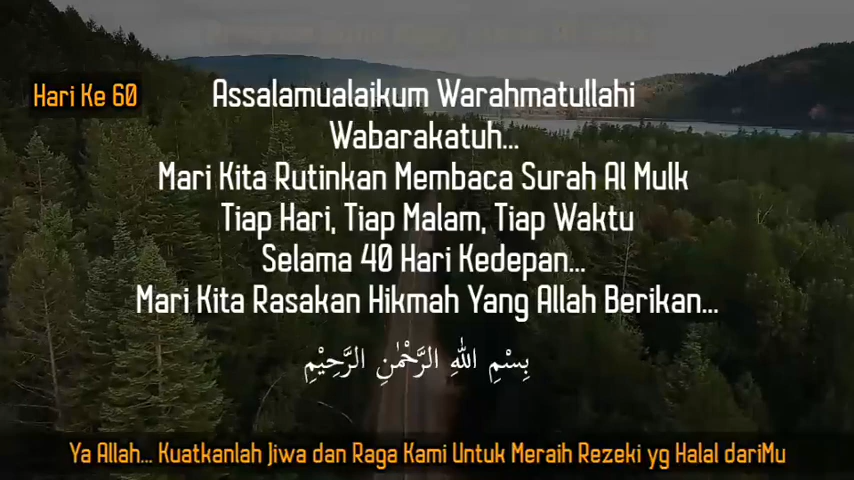 Hari Ke 60
Assalamualaikum Warahmatullahi
Wabarakatuh...
Mari Kita Rutinkan Membaca Surah Al Mulk
Tiap Hari, Tiap Malam, Tiap Waktu
Selama 40 Hari Kedepan...
Mari Kita Rasakan Hikmah Yang Allah Berikan...
بِسْمِ اللّٰهِ الرَّحْمٰنِ الرَّحِيْمِ
Ya Allah... Kuatkanlah Jiwa dan Raga Kami Untuk Meraih Rezeki yg Halal dariMu